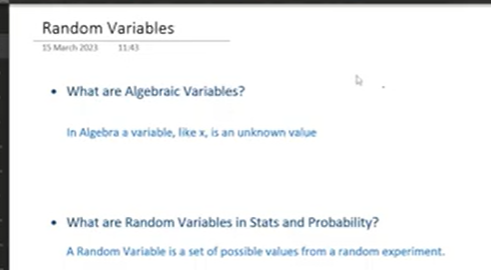 Random Variables
15 March 2023 11:43
• What are Algebraic Variables?
In Algebra a variable, like x, is an unknown value
• What are Random Variables in Stats and Probability?
A Random Variable is a set of possible values from a random experiment.